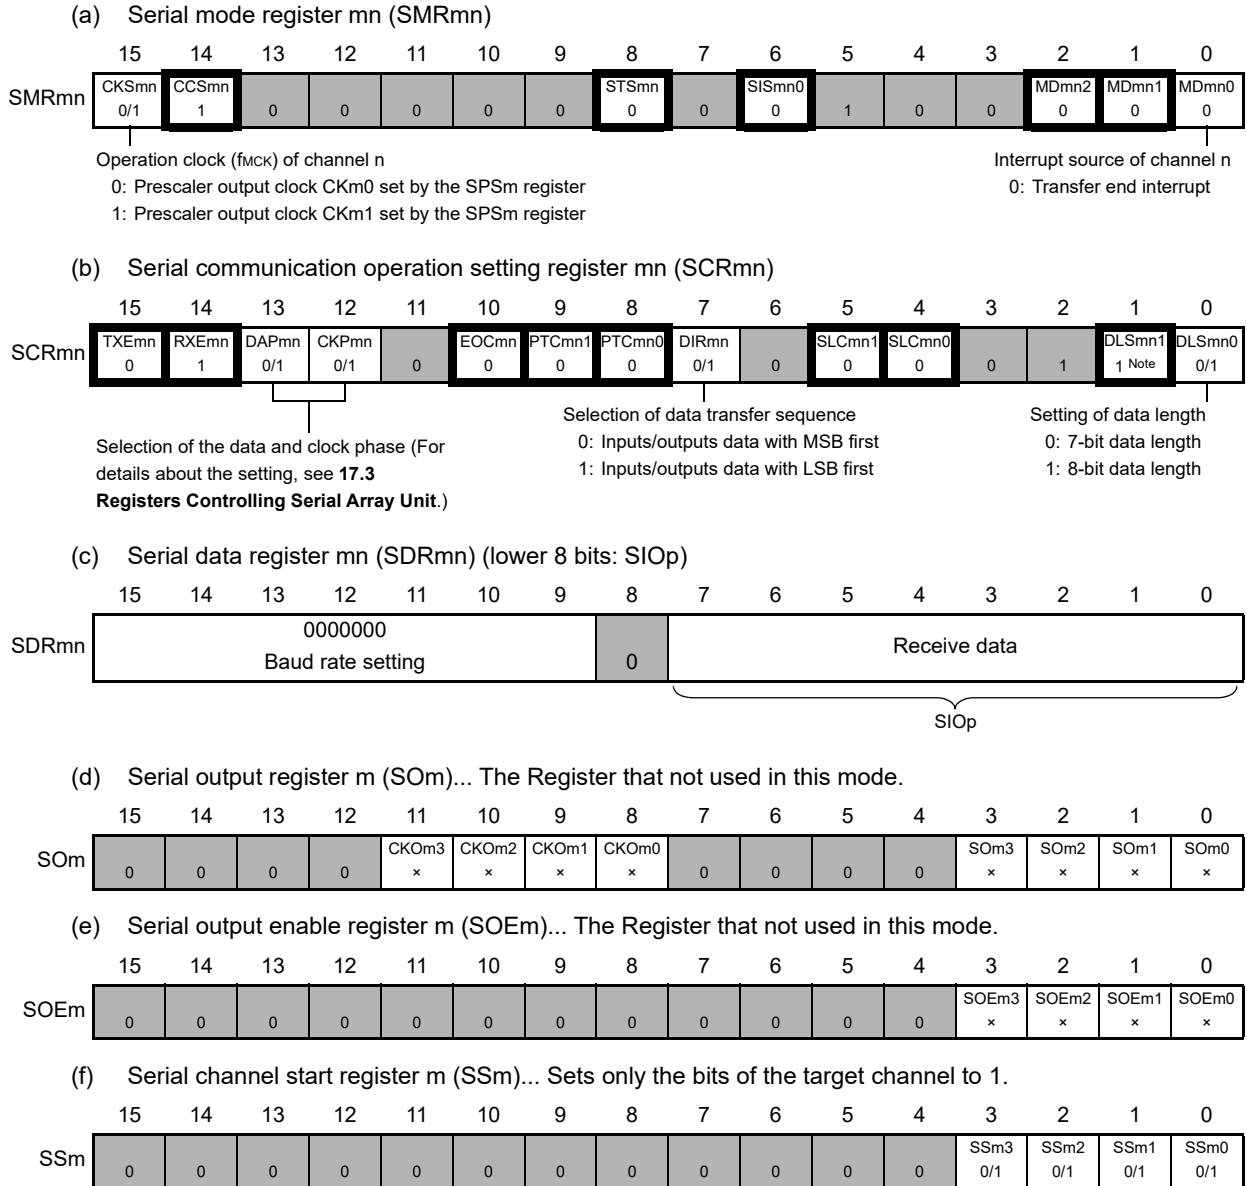 (a) Serial mode register mn (SMRmn)
15 14 13 12 11 10 9 8 7 6 5 4 3 2 1 0
SMRmn CKSmn CCSmn STSmn SISmn0 MDmn2 MDmn1 MDmn0
0/1 1 0 0 0 0 0 0 0 0 1 0 0 0 0 0
Operation clock (fMCK) of channel n
0: Prescaler output clock CKm0 set by the SPSm register
1: Prescaler output clock CKm1 set by the SPSm register
Interrupt source of channel n
0: Transfer end interrupt
(b) Serial communication operation setting register mn (SCRmn)
15 14 13 12 11 10 9 8 7 6 5 4 3 2 1 0
SCRmn TXEmn RXEmn DAPmn CKPmn EOCmn PTCmn1 PTCmn0 DIRmn SLCmn1 SLCmn0 DLSmn1 DLSmn0
0 1 0/1 0/1 0 0 0 0 0/1 0 0 0 0 1 1 Note 0/1
Selection of the data and clock phase (For
details about the setting, see 17.3
Registers Controlling Serial Array Unit.)
Selection of data transfer sequence
0: Inputs/outputs data with MSB first
1: Inputs/outputs data with LSB first
Setting of data length
0: 7-bit data length
1: 8-bit data length
(c) Serial data register mn (SDRmn) (lower 8 bits: SIOp)
15 14 13 12 11 10 9 8 7 6 5 4 3 2 1 0
SDRmn 0000000
Baud rate setting 0 Receive data
SIOp
(d) Serial output register m (SOm)... The Register that not used in this mode.
15 14 13 12 11 10 9 8 7 6 5 4 3 2 1 0
SOm CKOm3 CKOm2 CKOm1 CKOm0 SOm3 SOm2 SOm1 SOm0
0 0 0 0 × × × × 0 0 0 0 × × × ×
(e) Serial output enable register m (SOEm)... The Register that not used in this mode.
15 14 13 12 11 10 9 8 7 6 5 4 3 2 1 0
SOEm SOEm3 SOEm2 SOEm1 SOEm0
0 0 0 0 0 0 0 0 0 0 0 0 × × × ×
(f) Serial channel start register m (SSm)... Sets only the bits of the target channel to 1.
15 14 13 12 11 10 9 8 7 6 5 4 3 2 1 0
SSm SSm3 SSm2 SSm1 SSm0
0 0 0 0 0 0 0 0 0 0 0 0 0/1 0/1 0/1 0/1